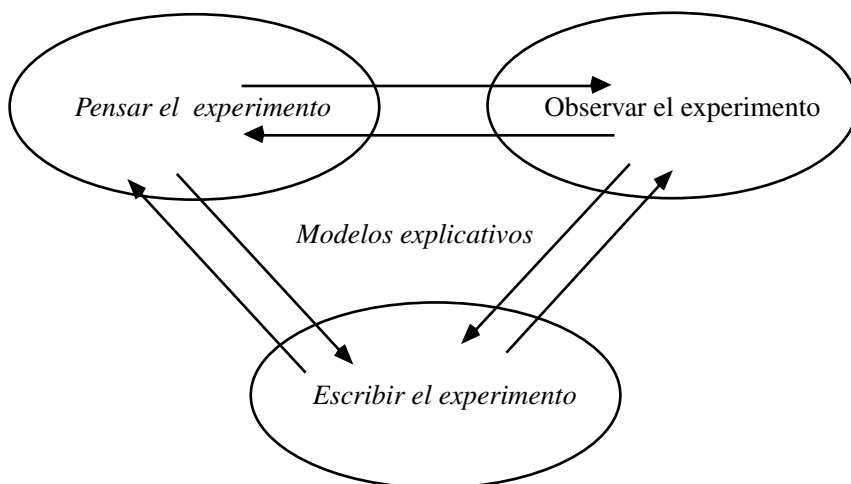 Pensar el experimento
Observar el experimento
Modelos explicativos
Escribir el experimento